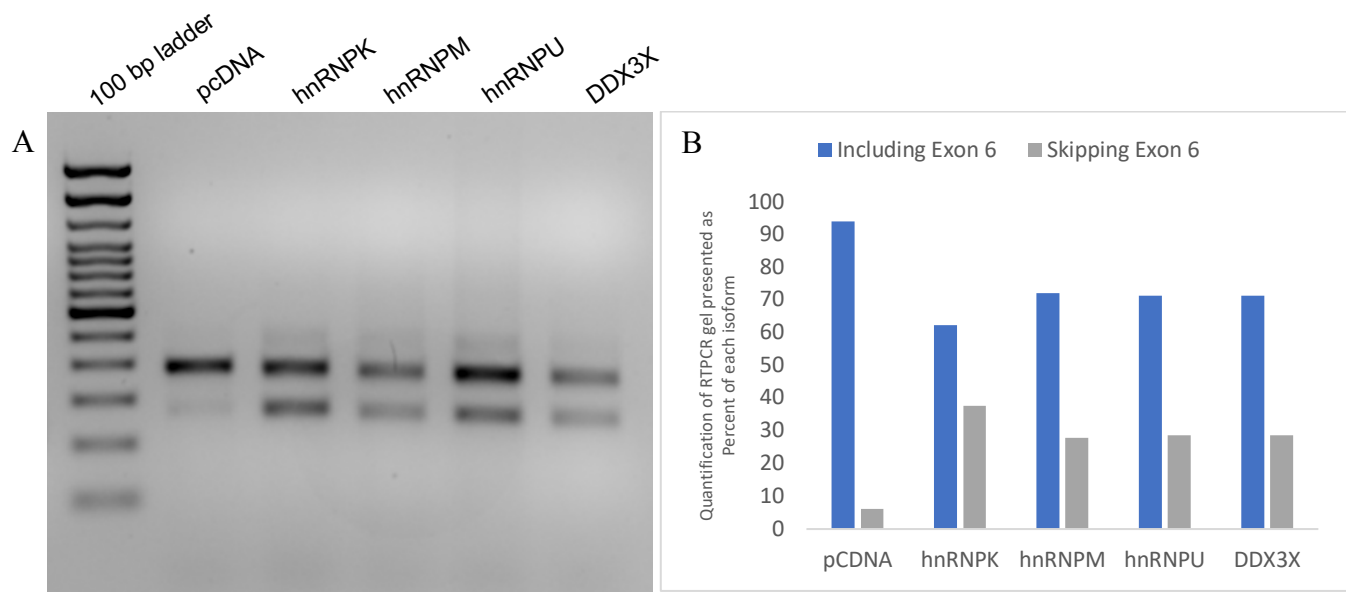 100 bp ladder
pcDNA
hnRNPK
hnRNPM
hnRNPU
DDX3X
A
B
Including Exon 6
Skipping Exon 6
Quantification of RTPCR gel presented as
Percent of each isoform
100
90
80
70
60
50
40
30
20
10
0
pCDNA
hnRNPK
hnRNPM
hnRNPU
DDX3X